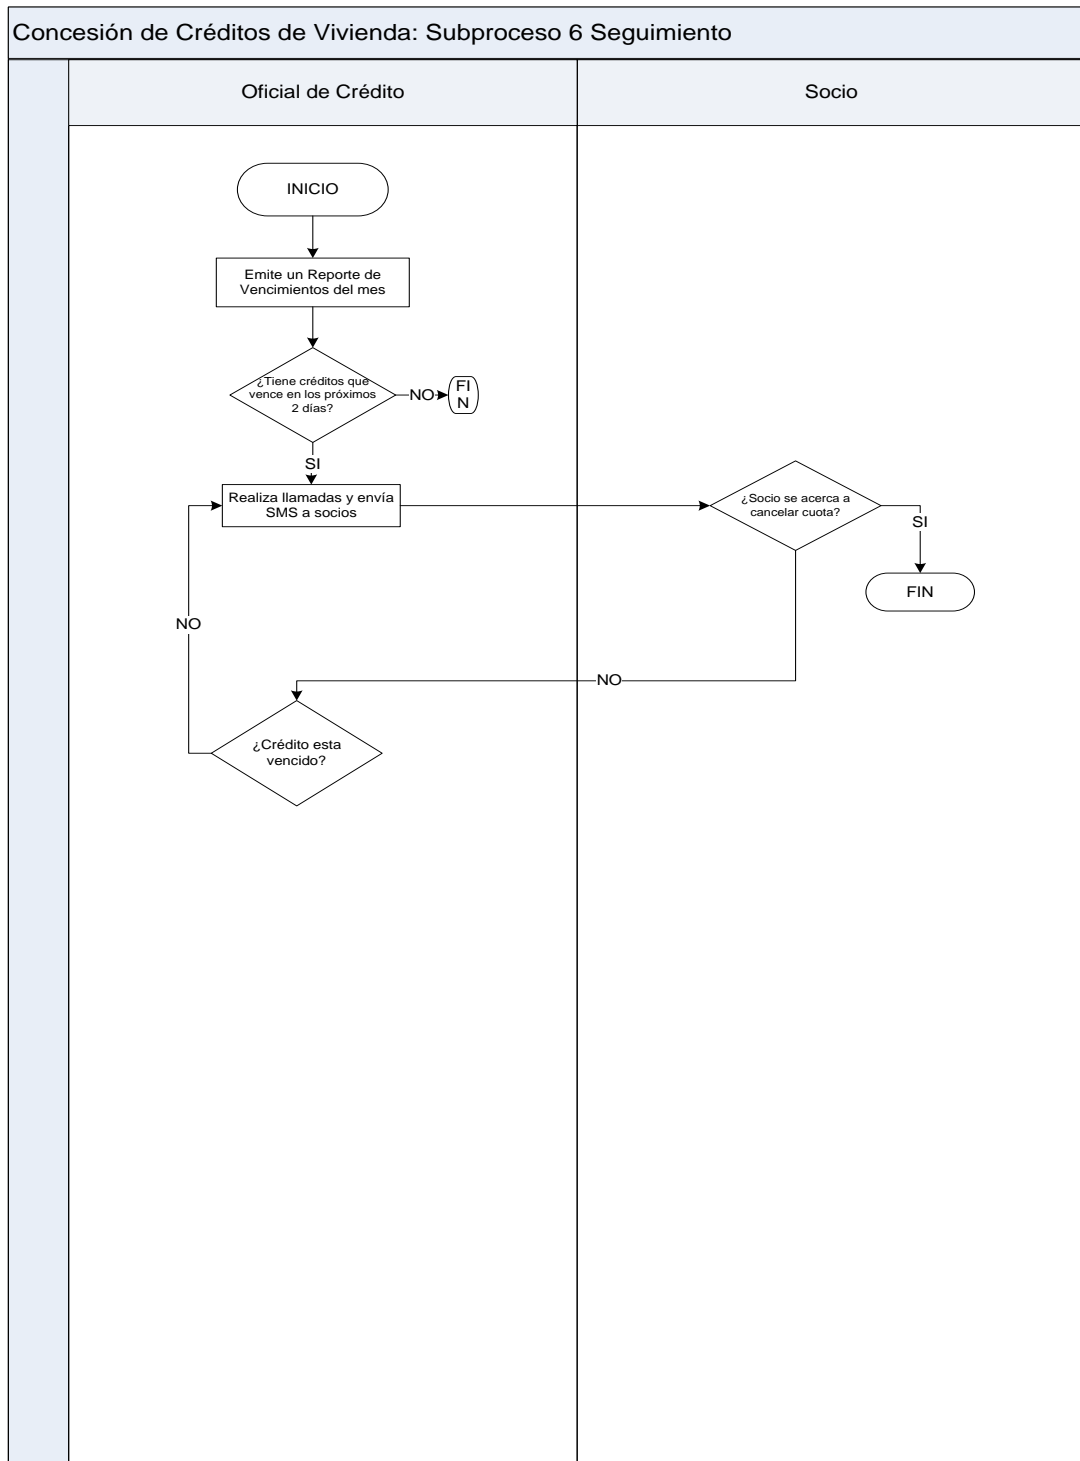 Concesión de Créditos de Vivienda: Subproceso 6 Seguimiento
Oficial de Crédito
Socio
INICIO
Emite un Reporte de
Vencimientos del mes
¿Tiene créditos que
vence en los próximos
2 días?
NO
FI
N
SI
Realiza llamadas y envía
SMS a socios
¿Socio se acerca a
cancelar cuota?
SI
FIN
NO
NO
¿Crédito esta
vencido?